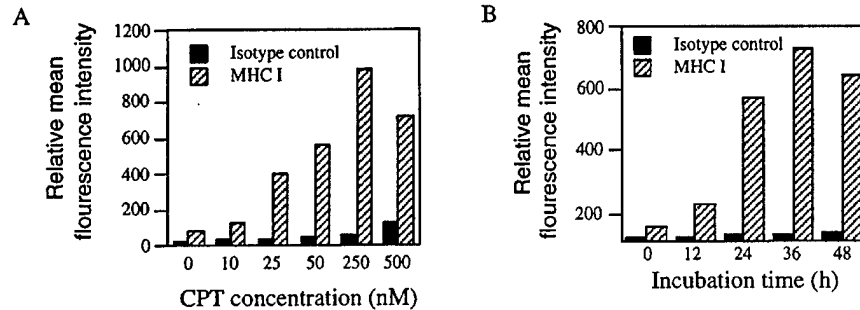 A
Relative mean
flourescence intensity
1200
1000
800
600
400
200
0
Isotype control
MHC I
0 10 25 50 250 500
CPT concentration (nM)
B
Relative mean
flourescence intensity
800
600
400
200
Isotype control
MHC I
0 12 24 36 48
Incubation time (h)